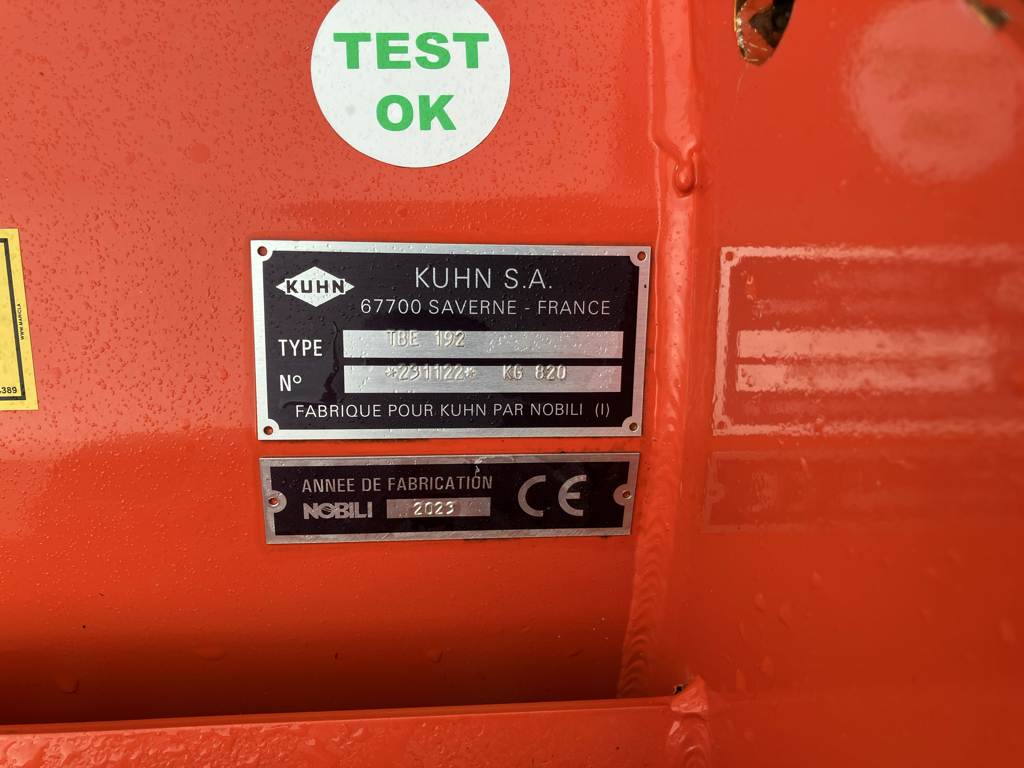 TEST
OK
KUHN
KUHN S.A.
67700 SAVERNE - FRANCE
TYPE TBE 192
N° *231122* KG 820
FABRIQUE POUR KUHN PAR NOBILI (I)
ANNEE DE FABRICATION
NOBILI 2023 CE
389